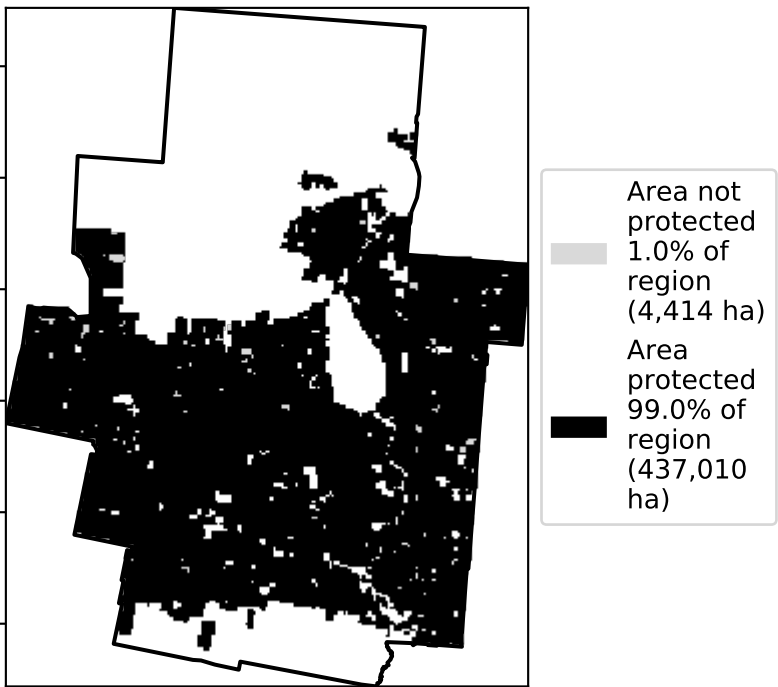 Area not
protected
1.0% of
region
(4,414 ha)
Area
protected
99.0% of
region
(437,010
ha)